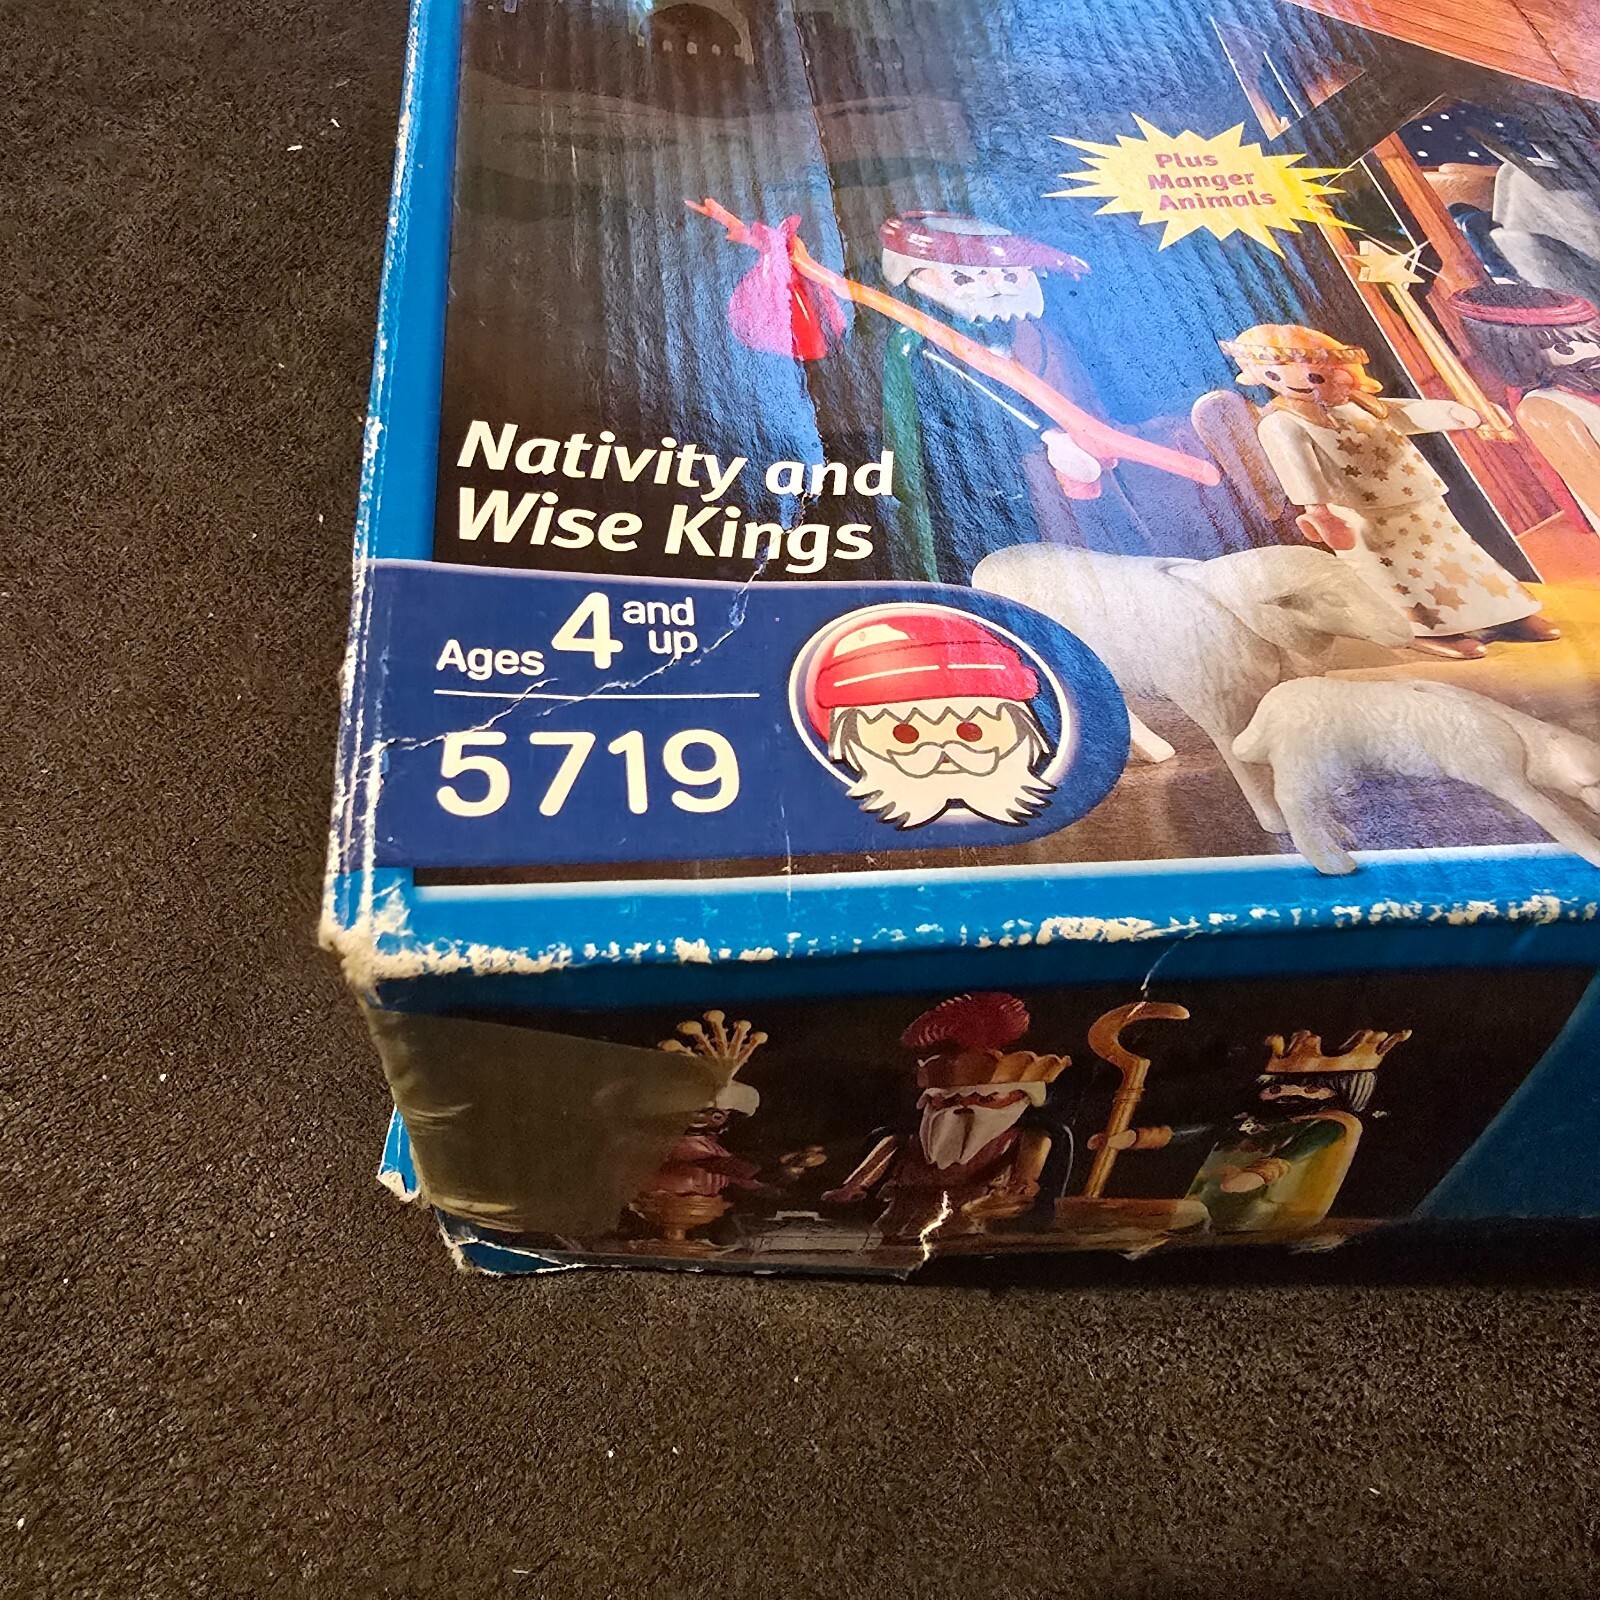 Plus
Manger
Animals
Nativity and
Wise Kings
Ages 4 and up
5719